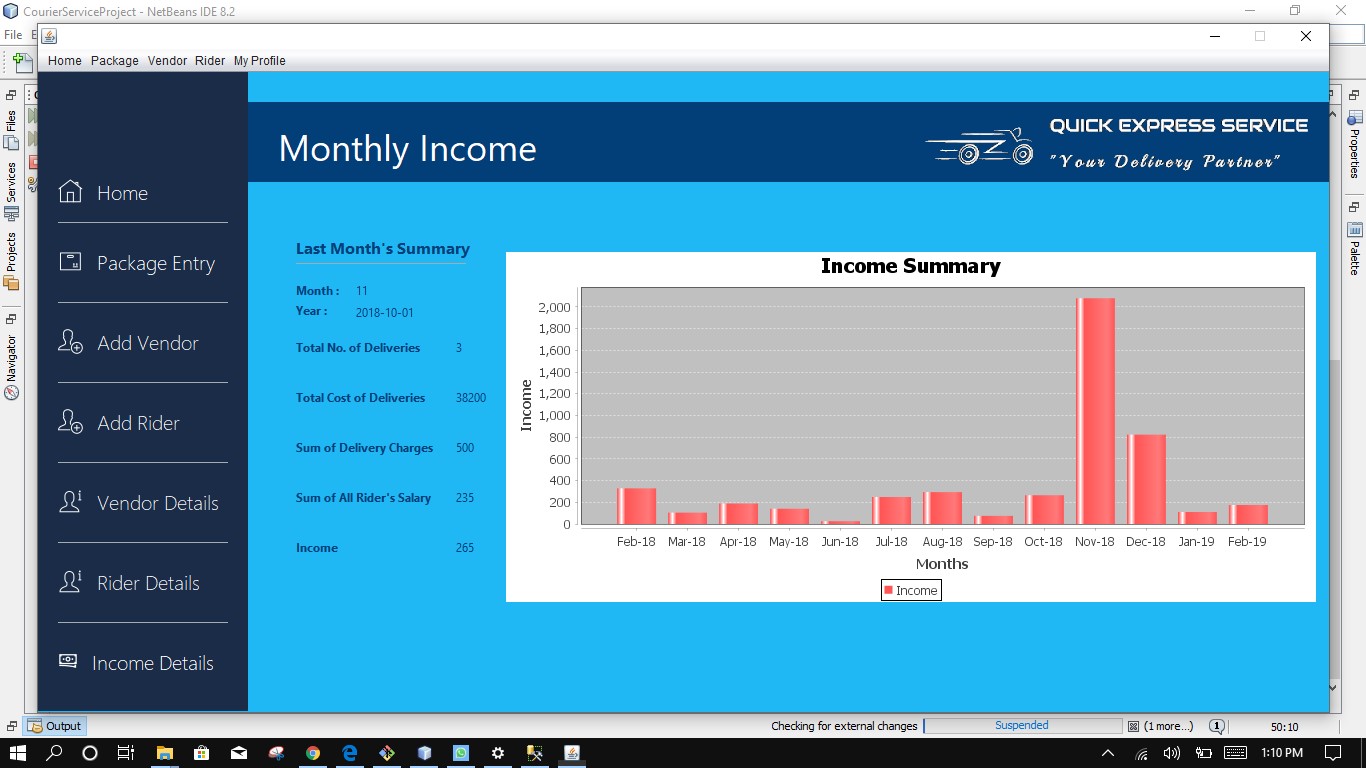 CourierServiceProject - NetBeans IDE 8.2
File E
Home Package Vendor Rider My Profile
Files
Services
Projects
Navigator
Properties
Palette
Monthly Income
QUICK EXPRESS SERVICE
"Your Delivery Partner"
Home
Package Entry
Add Vendor
Add Rider
Vendor Details
Rider Details
Income Details
Last Month's Summary
Month : 11
Year : 2018-10-01
Total No. of Deliveries 3
Total Cost of Deliveries 38200
Sum of Delivery Charges 500
Sum of All Rider's Salary 235
Income 265
Income Summary
Income
2,000
1,800
1,600
1,400
1,200
1,000
800
600
400
200
0
Feb-18 Mar-18 Apr-18 May-18 Jun-18 Jul-18 Aug-18 Sep-18 Oct-18 Nov-18 Dec-18 Jan-19 Feb-19
Months
Income
Output
Checking for external changes Suspended (1 more...) 1 50:10
1:10 PM